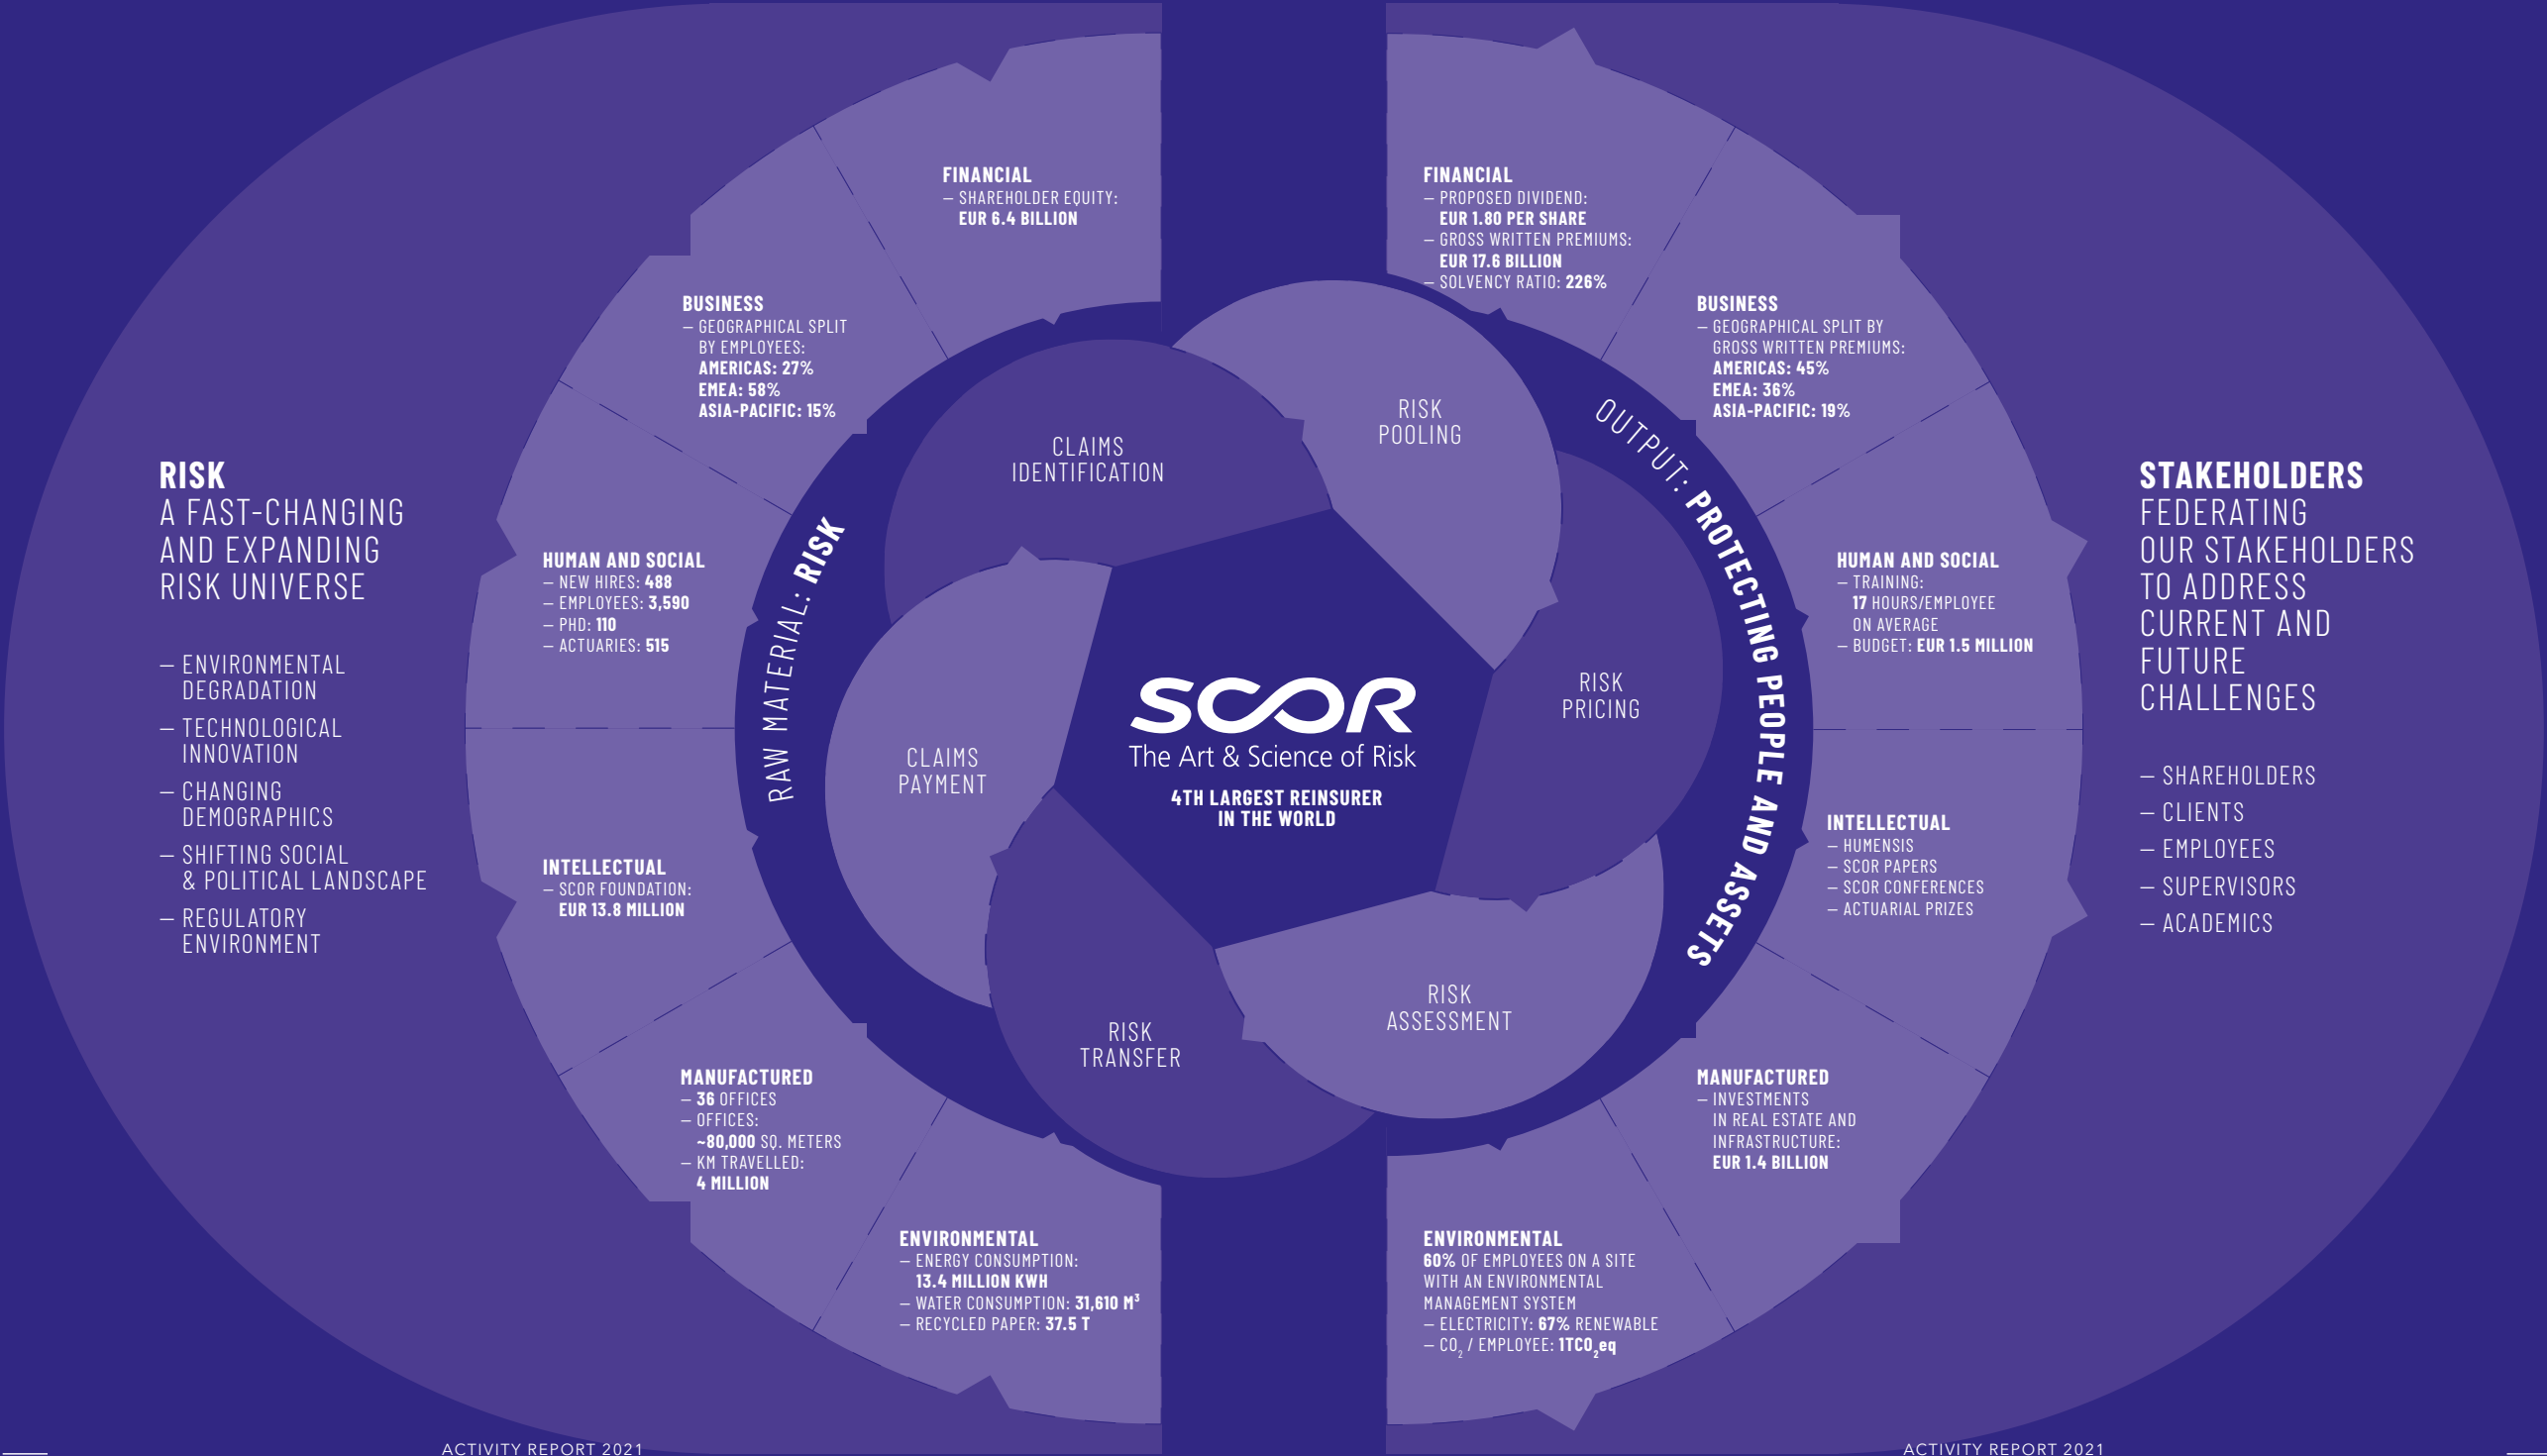 RISK
A FAST-CHANGING
AND EXPANDING
RISK UNIVERSE
— ENVIRONMENTAL
DEGRADATION
— TECHNOLOGICAL
INNOVATION
— CHANGING
DEMOGRAPHICS
— SHIFTING SOCIAL
& POLITICAL LANDSCAPE
— REGULATORY
ENVIRONMENT
FINANCIAL
— SHAREHOLDER EQUITY:
EUR 6.4 BILLION
BUSINESS
— GEOGRAPHICAL SPLIT
BY EMPLOYEES:
AMERICAS: 27%
EMEA: 58%
ASIA-PACIFIC: 15%
HUMAN AND SOCIAL
— NEW HIRES: 488
— EMPLOYEES: 3,590
— PHD: 110
— ACTUARIES: 515
INTELLECTUAL
— SCOR FOUNDATION:
EUR 13.8 MILLION
MANUFACTURED
— 36 OFFICES
— OFFICES:
~80,000 SQ. METERS
— KM TRAVELLED:
4 MILLION
ENVIRONMENTAL
— ENERGY CONSUMPTION:
13.4 MILLION KWH
— WATER CONSUMPTION: 31,610 M³
— RECYCLED PAPER: 37.5 T
RAW MATERIAL: RISK
CLAIMS
IDENTIFICATION
RISK
POOLING
RISK
PRICING
RISK
ASSESSMENT
RISK
TRANSFER
CLAIMS
PAYMENT
SCOR
The Art & Science of Risk
4TH LARGEST REINSURER
IN THE WORLD
OUTPUT: PROTECTING PEOPLE AND ASSETS
FINANCIAL
— PROPOSED DIVIDEND:
EUR 1.80 PER SHARE
— GROSS WRITTEN PREMIUMS:
EUR 17.6 BILLION
— SOLVENCY RATIO: 226%
BUSINESS
— GEOGRAPHICAL SPLIT BY
GROSS WRITTEN PREMIUMS:
AMERICAS: 45%
EMEA: 36%
ASIA-PACIFIC: 19%
HUMAN AND SOCIAL
— TRAINING:
17 HOURS/EMPLOYEE
ON AVERAGE
— BUDGET: EUR 1.5 MILLION
INTELLECTUAL
— HUMENSIS
— SCOR PAPERS
— SCOR CONFERENCES
— ACTUARIAL PRIZES
MANUFACTURED
— INVESTMENTS
IN REAL ESTATE AND
INFRASTRUCTURE:
EUR 1.4 BILLION
ENVIRONMENTAL
60% OF EMPLOYEES ON A SITE
WITH AN ENVIRONMENTAL
MANAGEMENT SYSTEM
— ELECTRICITY: 67% RENEWABLE
— CO₂ / EMPLOYEE: 1TCO₂eq
STAKEHOLDERS
FEDERATING
OUR STAKEHOLDERS
TO ADDRESS
CURRENT AND
FUTURE
CHALLENGES
— SHAREHOLDERS
— CLIENTS
— EMPLOYEES
— SUPERVISORS
— ACADEMICS
ACTIVITY REPORT 2021
ACTIVITY REPORT 2021